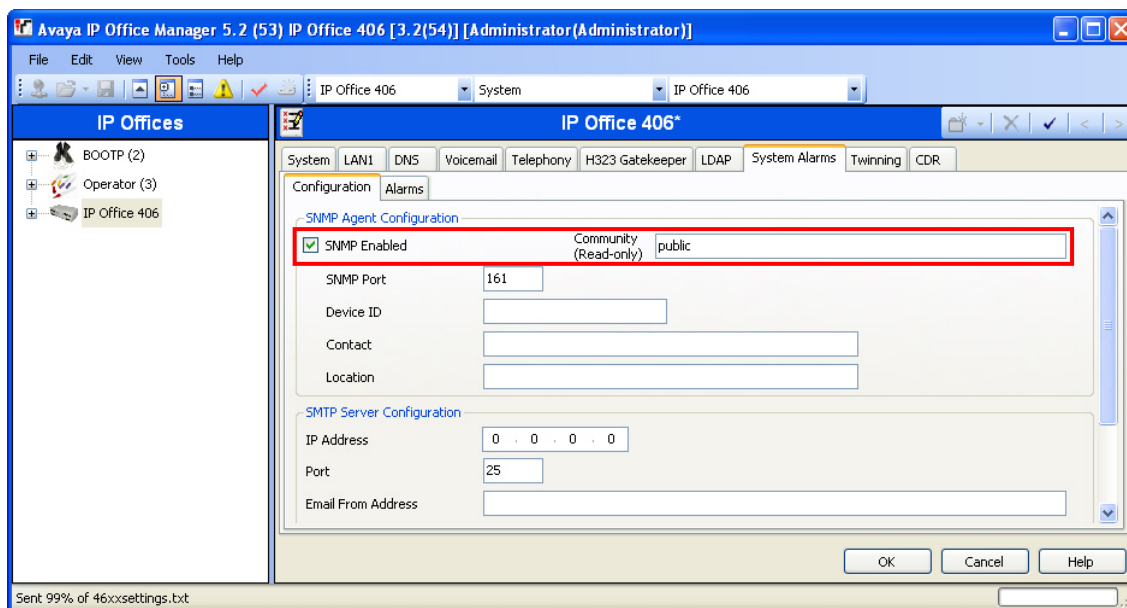 Avaya IP Office Manager 5.2 (53) IP Office 406 [3.2(54)] [Administrator(Administrator)]
File Edit View Tools Help
IP Office 406 System IP Office 406
IP Offices
BOOTP (2)
Operator (3)
IP Office 406
IP Office 406*
System LAN1 DNS Voicemail Telephony H323 Gatekeeper LDAP System Alarms Twinning CDR
Configuration Alarms
SNMP Agent Configuration
SNMP Enabled Community (Read-only) public
SNMP Port 161
Device ID
Contact
Location
SMTP Server Configuration
IP Address 0 . 0 . 0 . 0
Port 25
Email From Address
OK Cancel Help
Sent 99% of 46xxsettings.txt